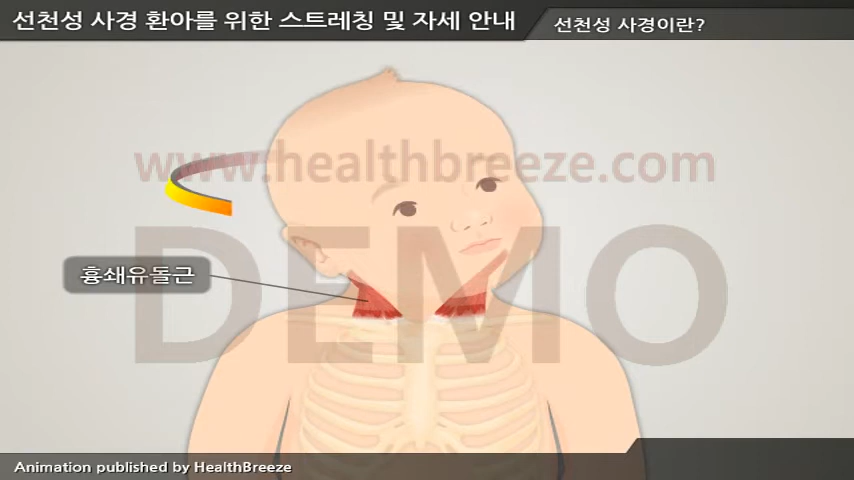 선천성 사경 환아를 위한 스트레칭 및 자세 안내
선천성 사경이란?
www.healthbreeze.com
DEMO
흉쇄유돌근
Animation published by HealthBreeze